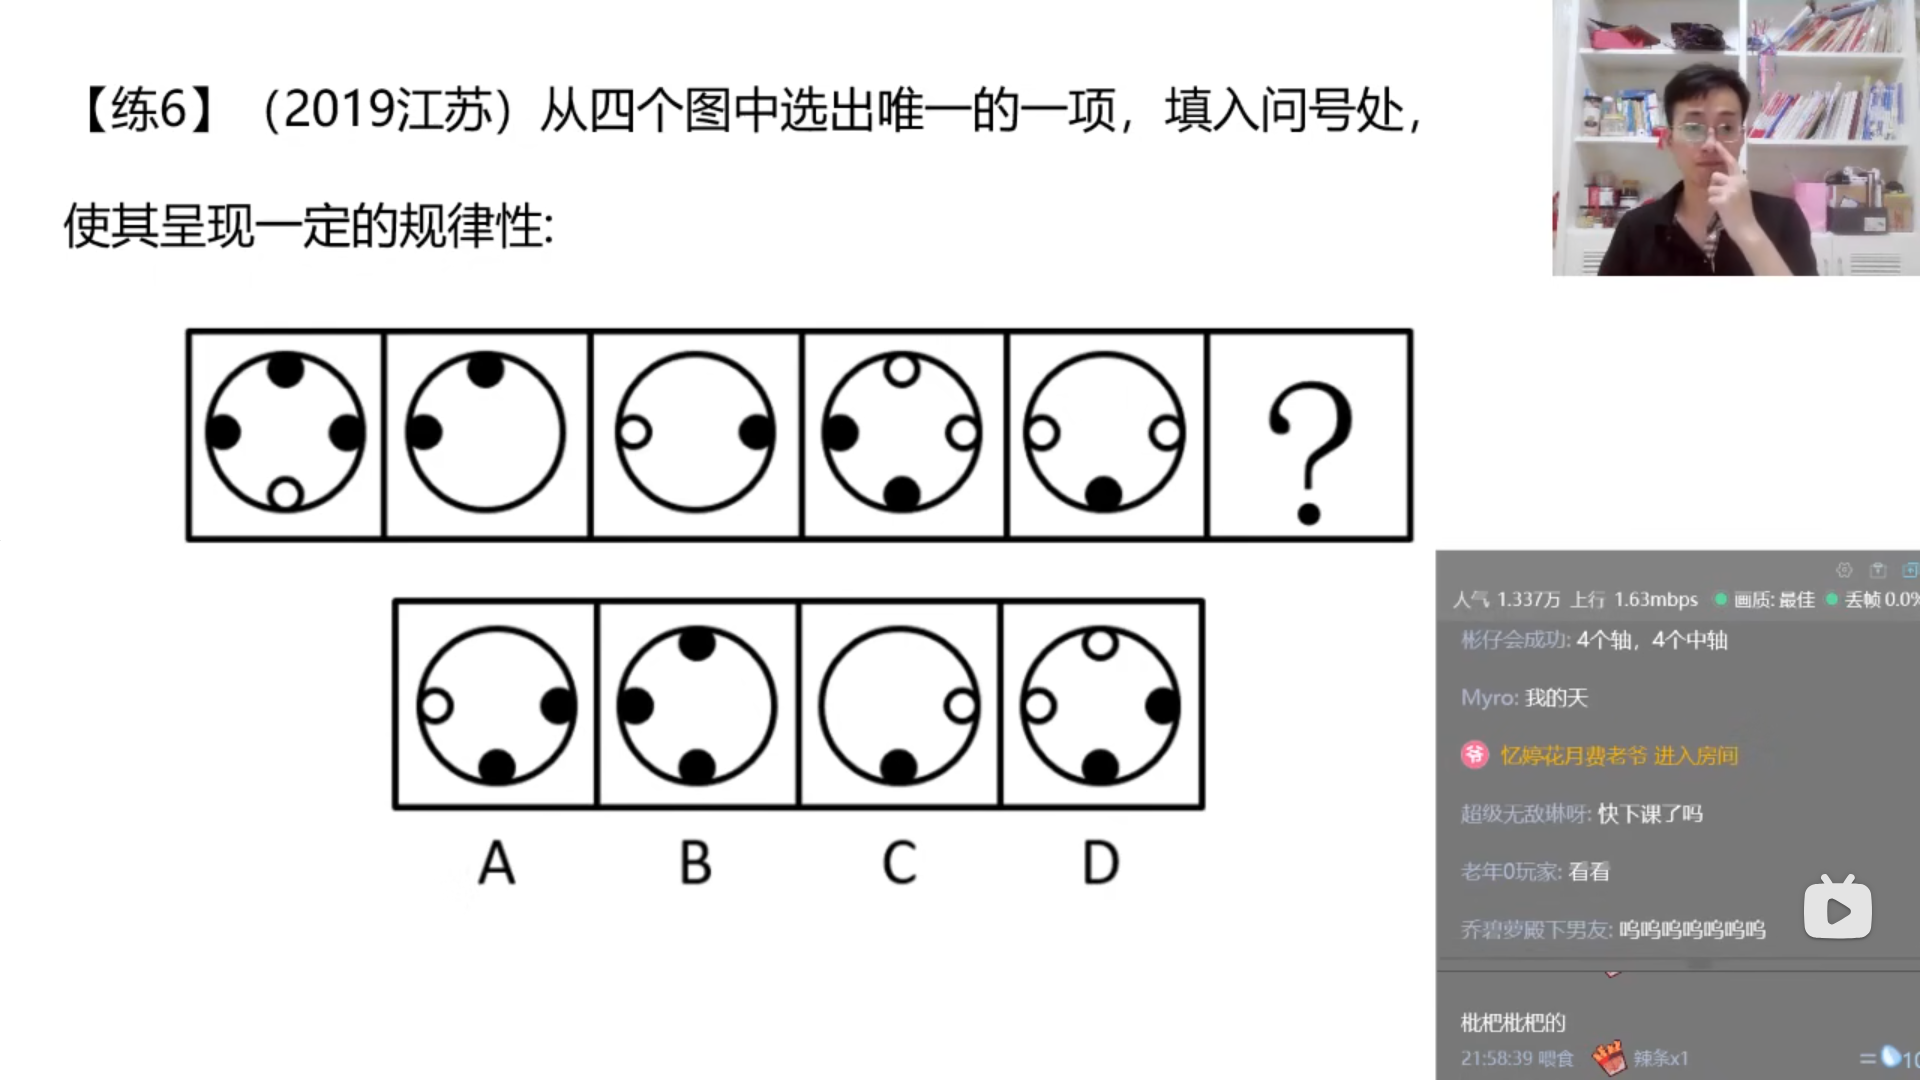 【练6】（2019江苏）从四个图中选出唯一的一项，填入问号处，
使其呈现一定的规律性:
?
A
B
C
D
人气 1.337万 上行 1.63mbps 画质: 最佳 丢帧 0.0%
彬仔会成功: 4个轴，4个中轴
Myro: 我的天
爷 忆婷花月费老爷 进入房间
超级无敌琳呀: 快下课了吗
老年0玩家: 看看
乔碧萝殿下男友: 呜呜呜呜呜呜呜
枇杷枇杷的
21:58:39 喂食 辣条x1